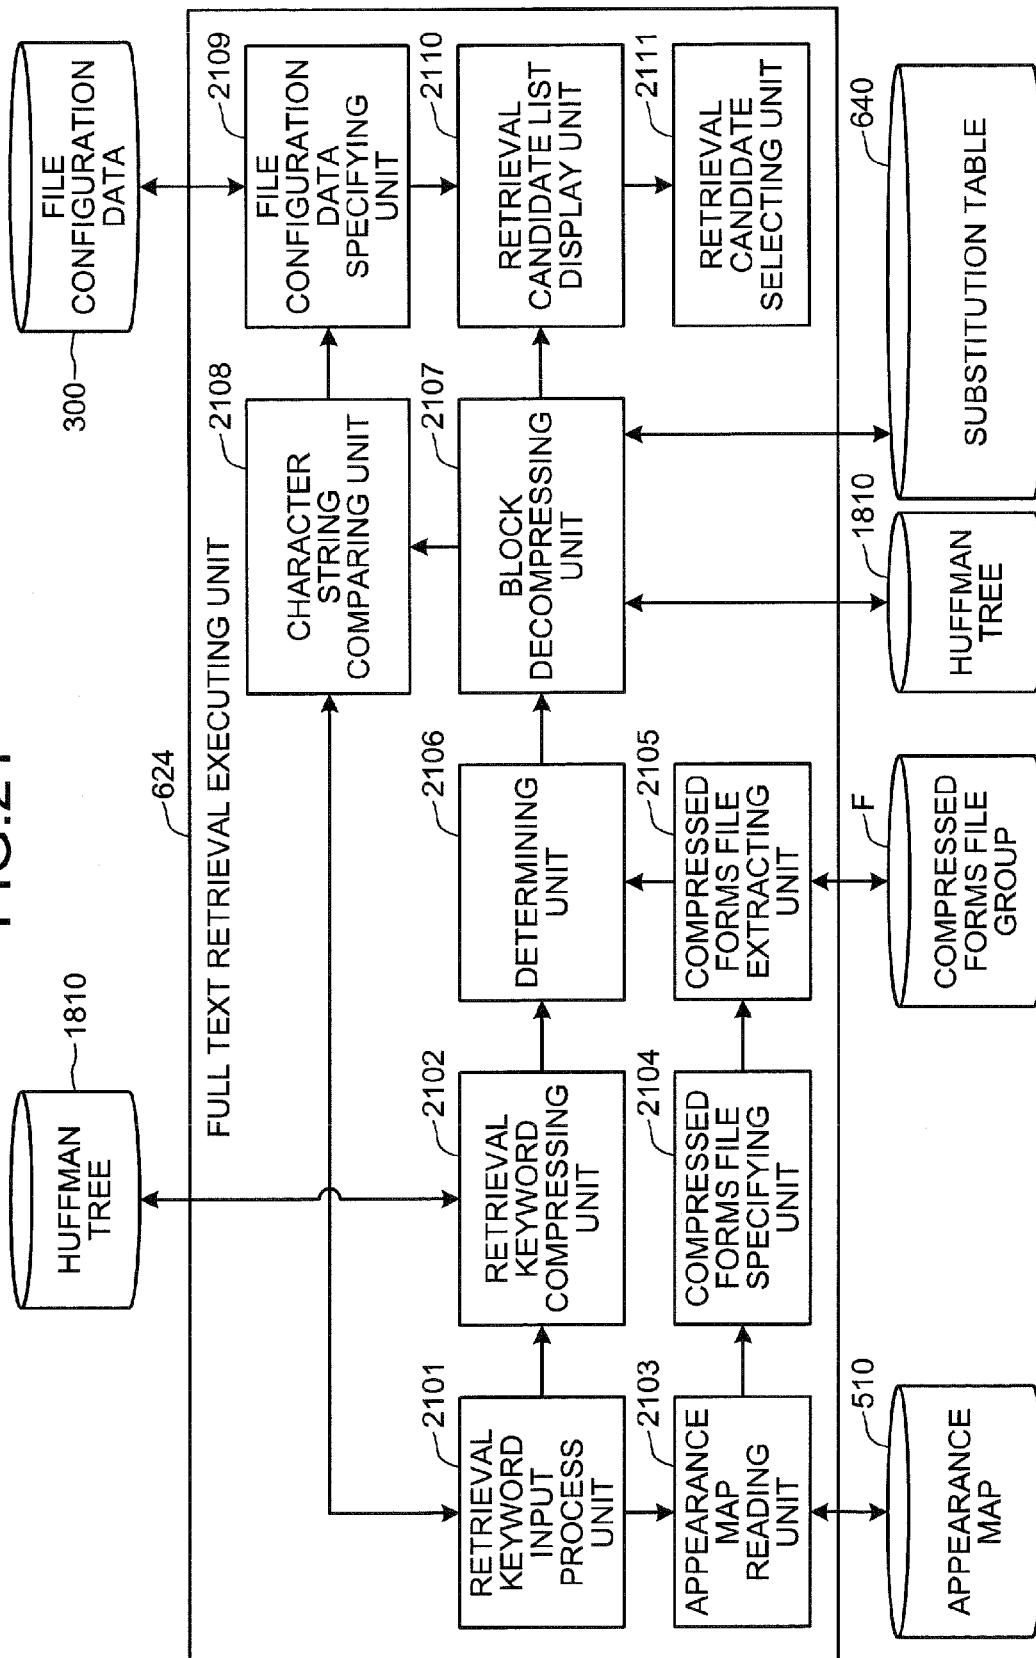 FIG.21
HUFFMAN
TREE
1810
FILE
CONFIGURATION
DATA
300
624
FULL TEXT RETRIEVAL EXECUTING UNIT
2108
CHARACTER
STRING
COMPARING UNIT
2109
FILE
CONFIGURATION
DATA
SPECIFYING
UNIT
2101
RETRIEVAL
KEYWORD
INPUT
PROCESS
UNIT
2102
RETRIEVAL
KEYWORD
COMPRESSING
UNIT
2106
DETERMINING
UNIT
2107
BLOCK
DECOMPRESSING
UNIT
2110
RETRIEVAL
CANDIDATE LIST
DISPLAY UNIT
2103
APPEARANCE
MAP
READING
UNIT
2104
COMPRESSED
FORMS FILE
SPECIFYING
UNIT
2105
COMPRESSED
FORMS FILE
EXTRACTING
UNIT
2111
RETRIEVAL
CANDIDATE
SELECTING UNIT
510
APPEARANCE
MAP
F
COMPRESSED
FORMS FILE
GROUP
1810
HUFFMAN
TREE
640
SUBSTITUTION TABLE